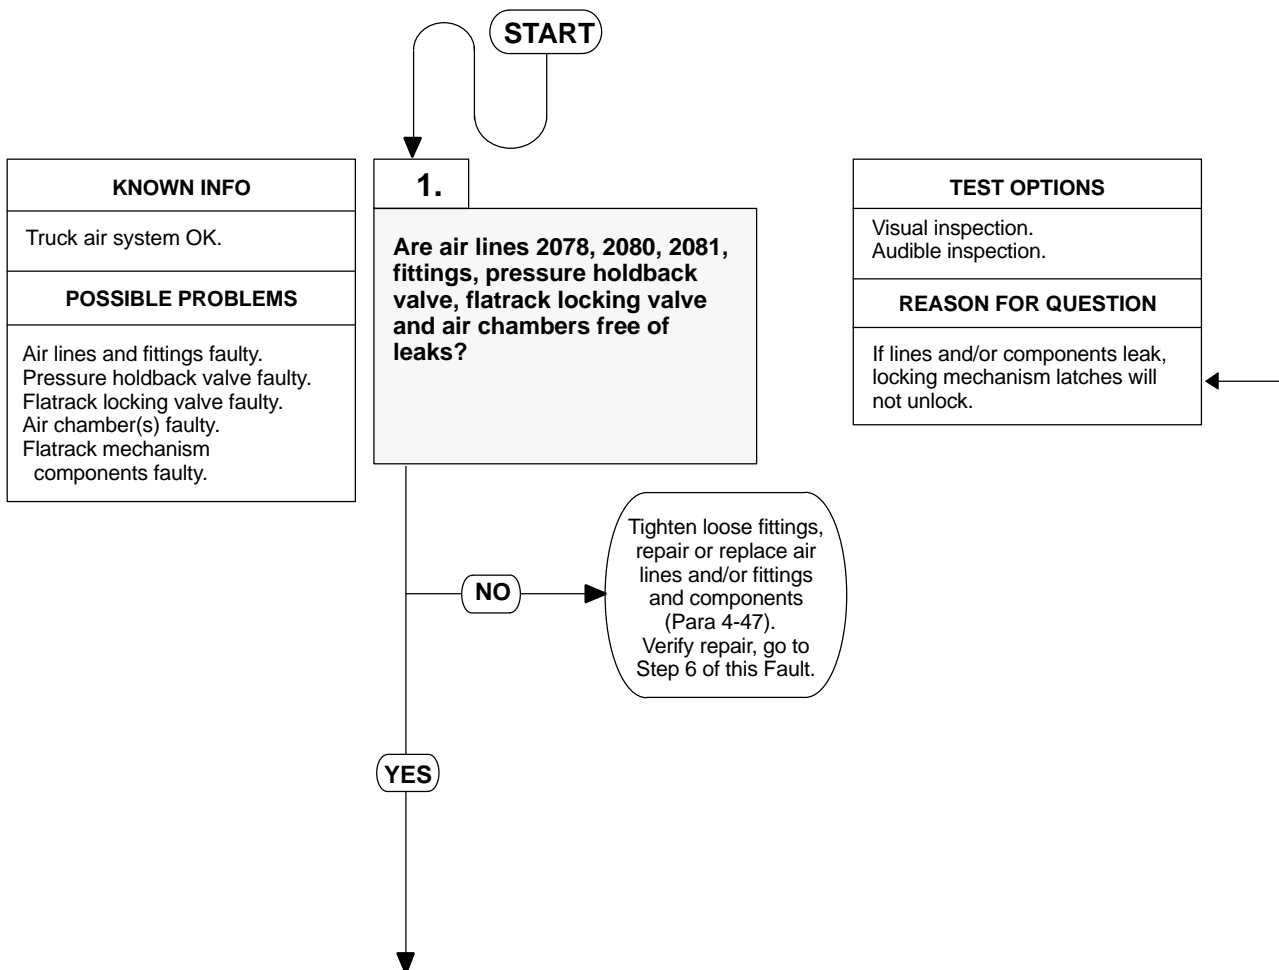 START
KNOWN INFO
Truck air system OK.
POSSIBLE PROBLEMS
Air lines and fittings faulty.
Pressure holdback valve faulty.
Flatrack locking valve faulty.
Air chamber(s) faulty.
Flatrack mechanism
components faulty.
1.
Are air lines 2078, 2080, 2081,
fittings, pressure holdback
valve, flatrack locking valve
and air chambers free of
leaks?
TEST OPTIONS
Visual inspection.
Audible inspection.
REASON FOR QUESTION
If lines and/or components leak,
locking mechanism latches will
not unlock.
NO
Tighten loose fittings,
repair or replace air
lines and/or fittings
and components
(Para 4-47).
Verify repair, go to
Step 6 of this Fault.
YES